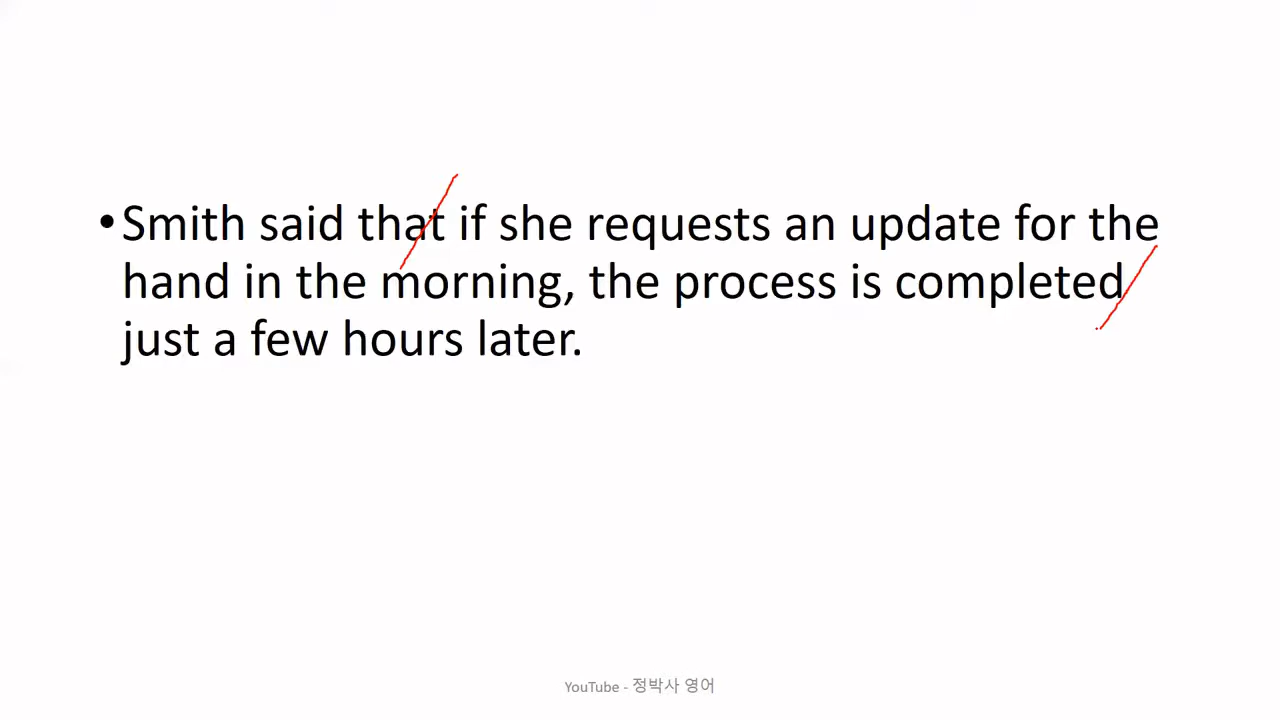 •Smith said that if she requests an update for the
hand in the morning, the process is completed
just a few hours later.
YouTube - 정박사 영어